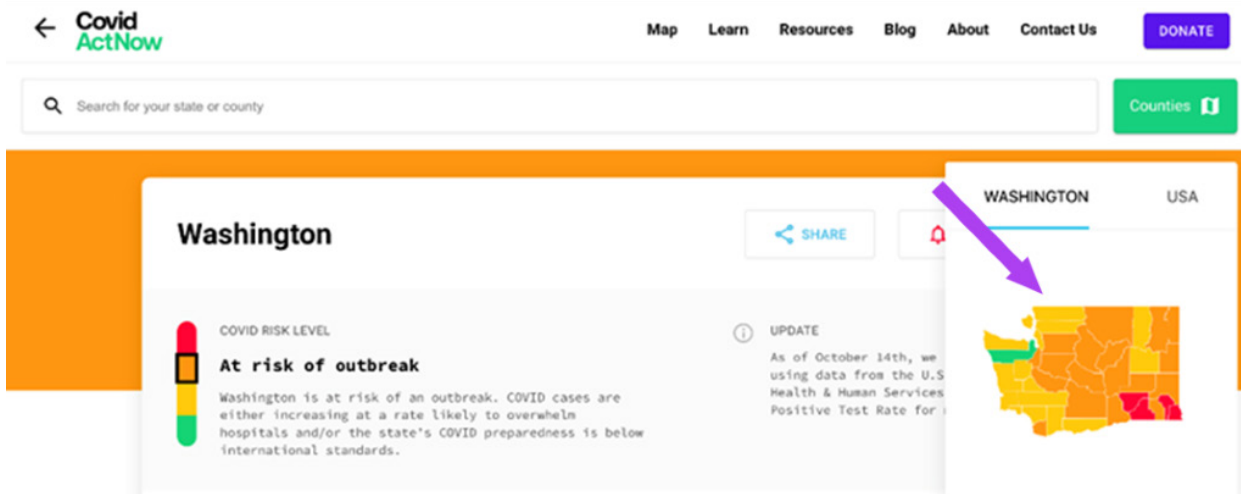 Covid
ActNow
Map Learn Resources Blog About Contact Us DONATE
Search for your state or county
Counties
WASHINGTON USA
Washington
SHARE
COVID RISK LEVEL
At risk of outbreak
Washington is at risk of an outbreak. COVID cases are
either increasing at a rate likely to overwhelm
hospitals and/or the state's COVID preparedness is below
international standards.
UPDATE
As of October 14th, we
using data from the U.S
Health & Human Services
Positive Test Rate for